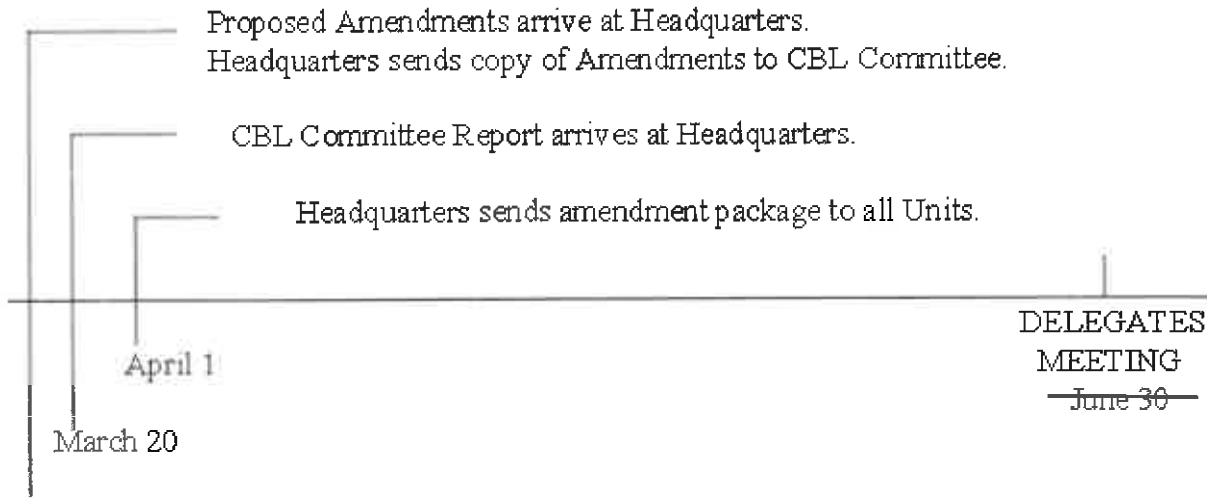 Proposed Amendments arrive at Headquarters.
Headquarters sends copy of Amendments to CBL Committee.
CBL Committee Report arrives at Headquarters.
Headquarters sends amendment package to all Units.
DELEGATES
MEETING
June 30
April 1
March 20